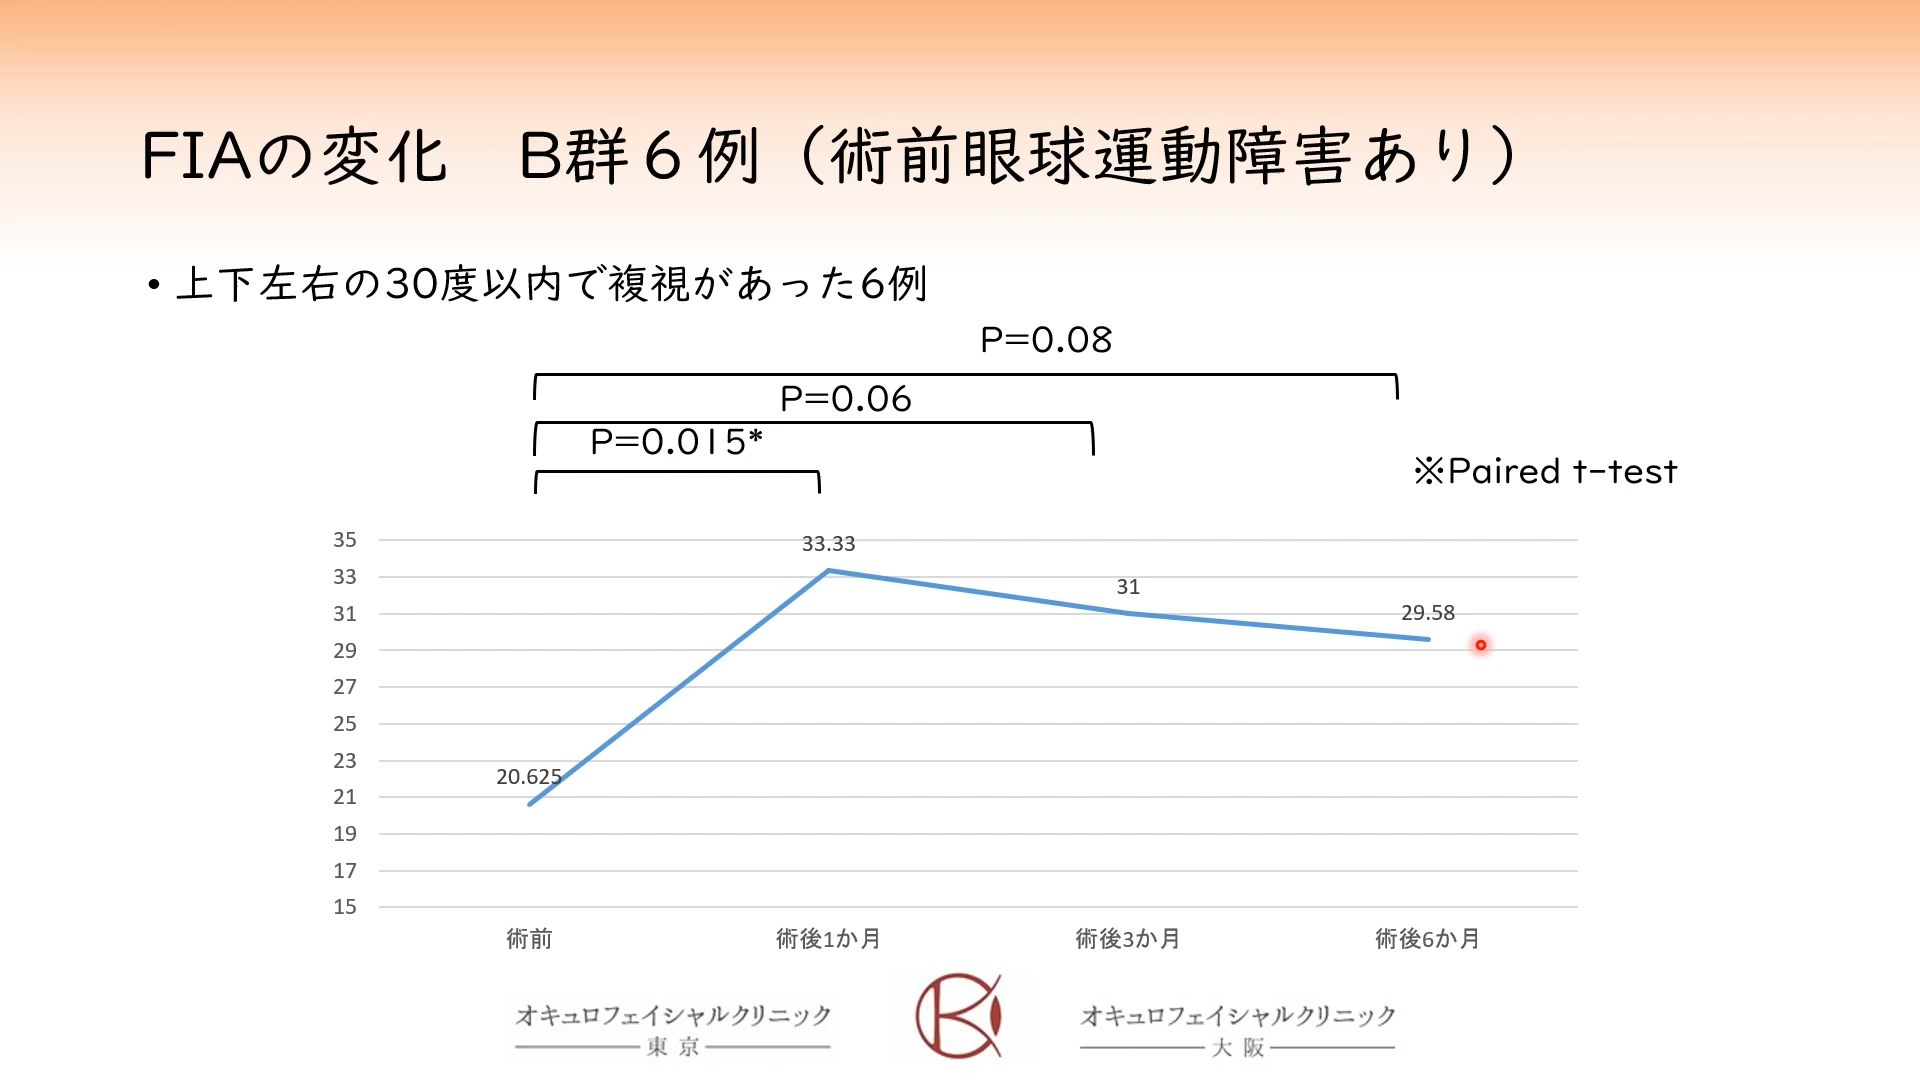 FIAの変化　B群６例（術前眼球運動障害あり）
• 上下左右の30度以内で複視があった6例
P=0.08
P=0.06
P=0.015*
※Paired t-test
35
33
31
29
27
25
23
21
19
17
15
20.625
33.33
31
29.58
術前
術後1か月
術後3か月
術後6か月
オキュロフェイシャルクリニック
東京
オキュロフェイシャルクリニック
大阪